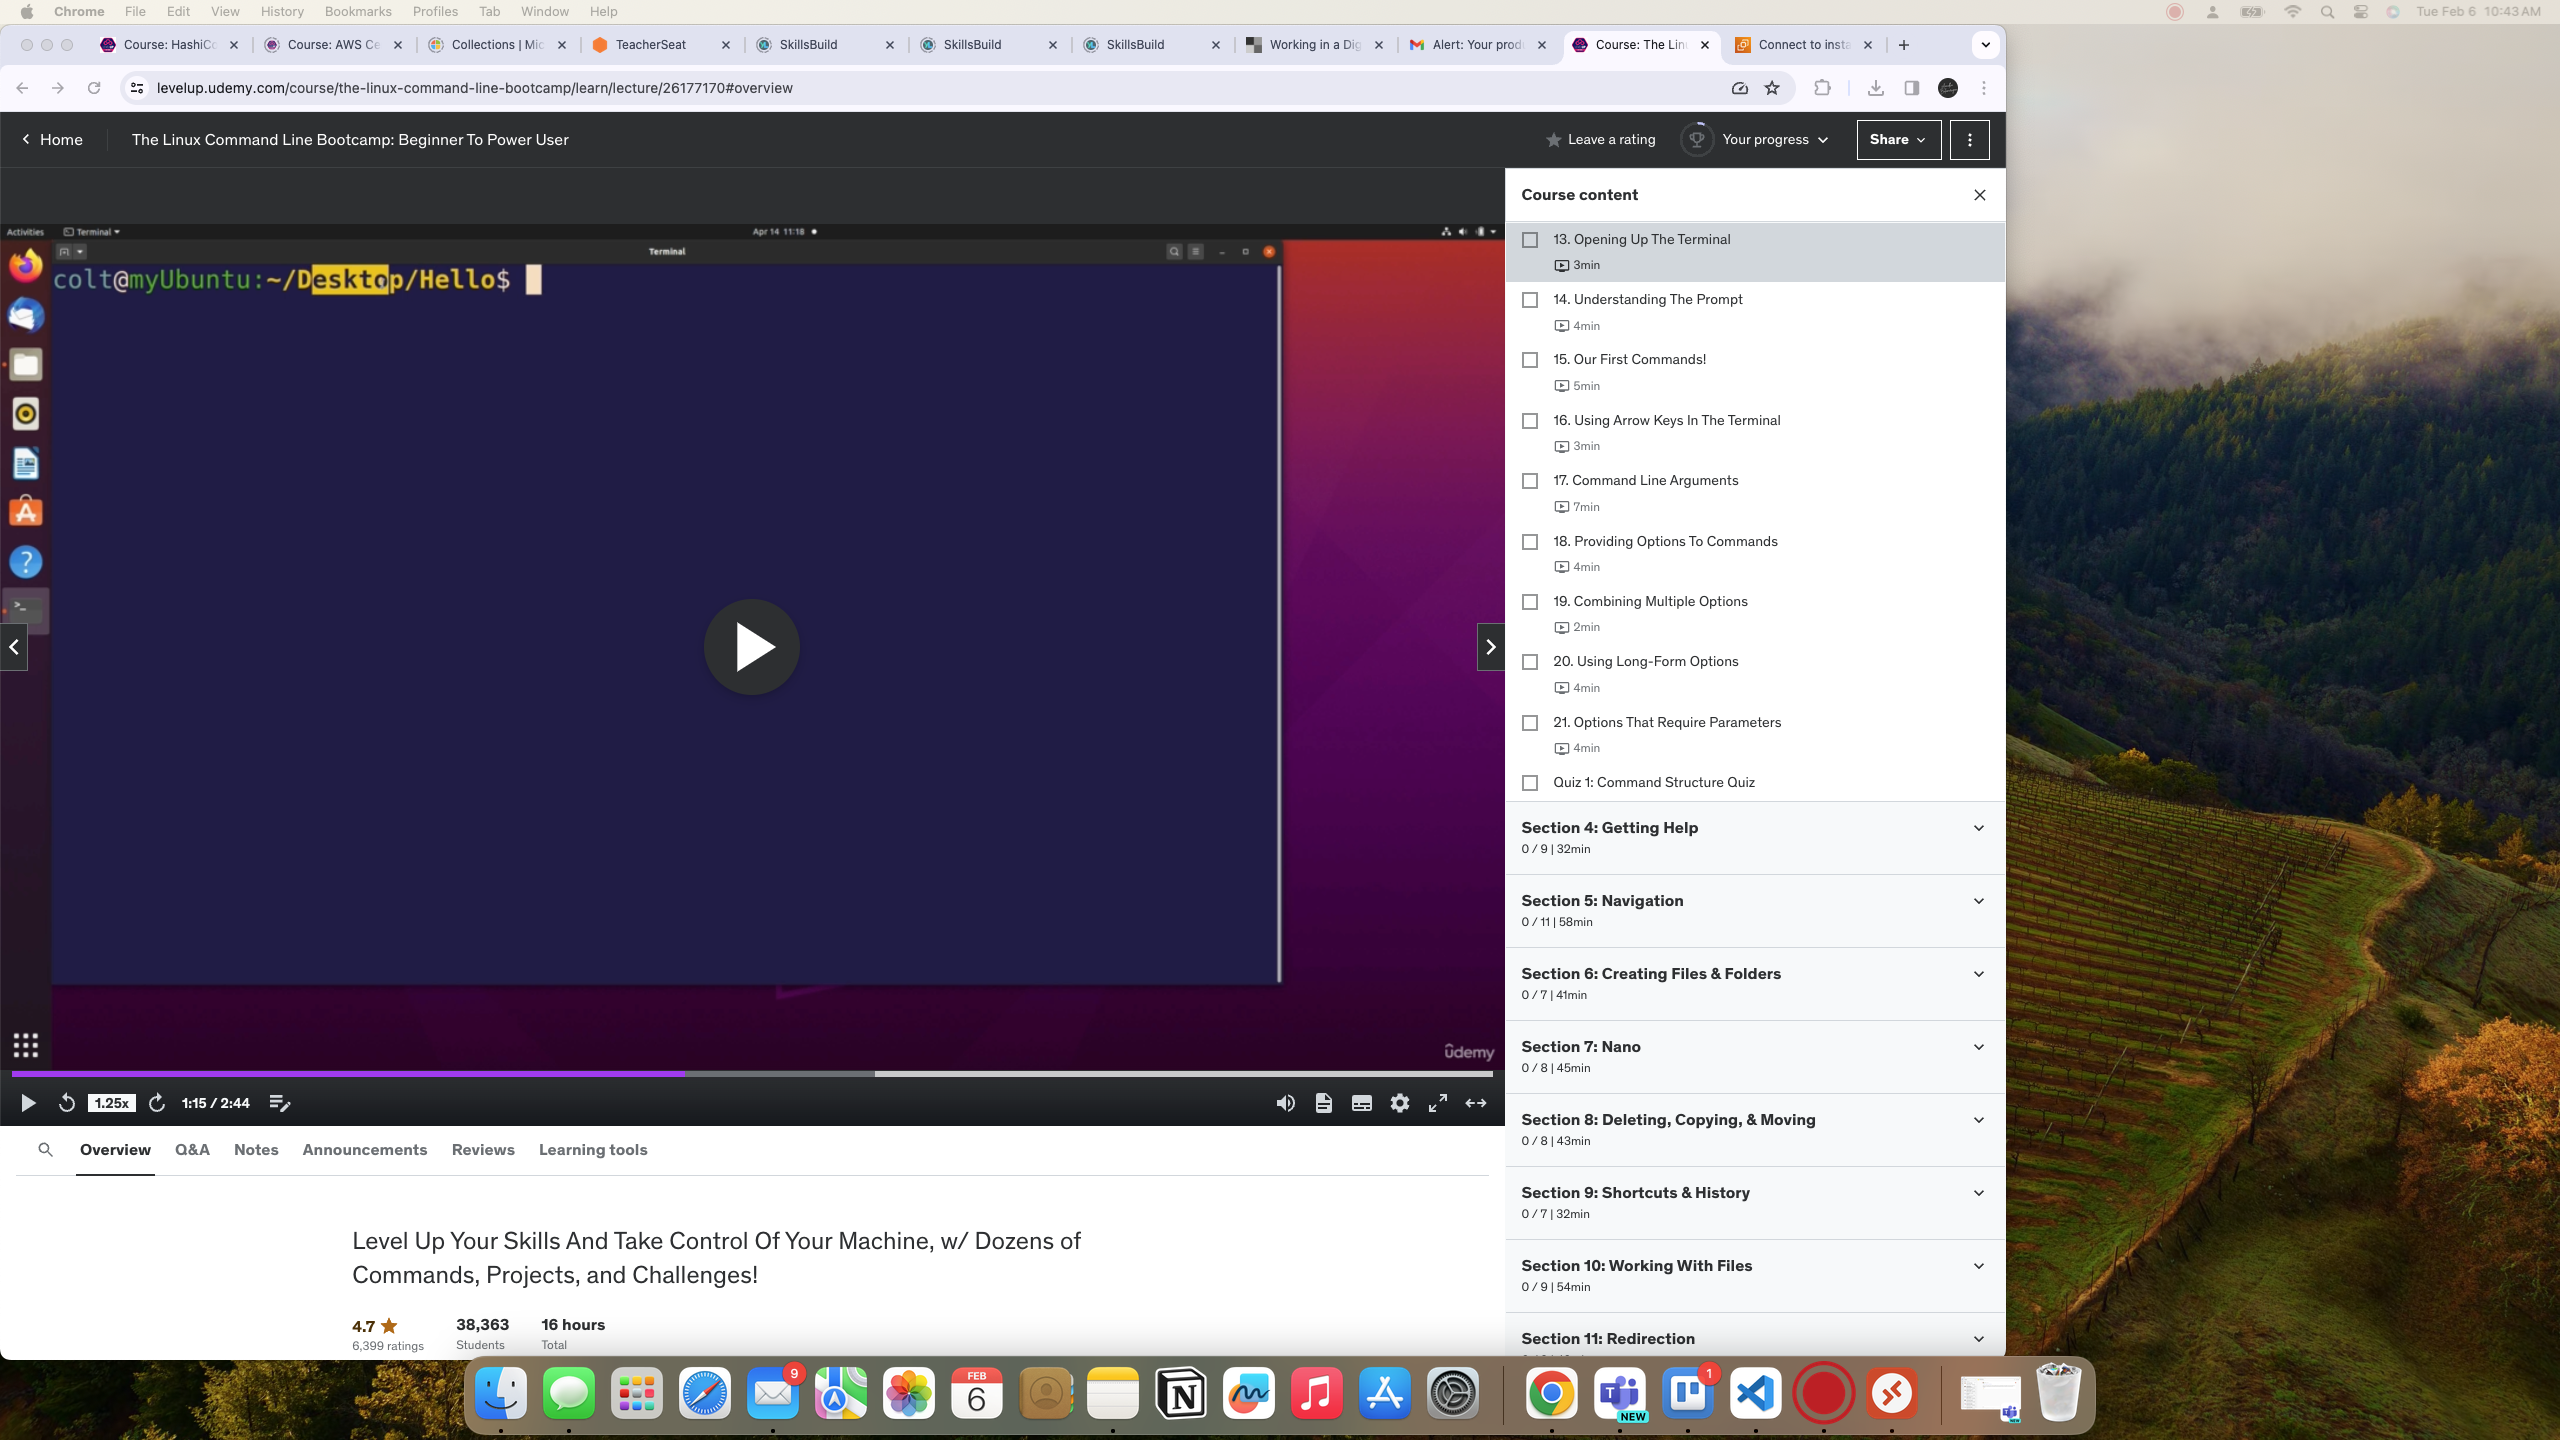 Chrome File Edit View History Bookmarks Profiles Tab Window Help Tue Feb 6 10:43 AM
Course: HashiCo Course: AWS Ce Collections | Mic TeacherSeat SkillsBuild SkillsBuild SkillsBuild Working in a Dig Alert: Your prod Course: The Lin Connect to insta
levelup.udemy.com/course/the-linux-command-line-bootcamp/learn/lecture/26177170#overview
Home The Linux Command Line Bootcamp: Beginner To Power User Leave a rating Your progress Share
Course content
Activities Terminal Apr 14 11:18
Terminal
colt@myUbuntu:~/Desktop/Hello$
13. Opening Up The Terminal
3min
14. Understanding The Prompt
4min
15. Our First Commands!
5min
16. Using Arrow Keys In The Terminal
3min
17. Command Line Arguments
7min
18. Providing Options To Commands
4min
19. Combining Multiple Options
2min
20. Using Long-Form Options
4min
21. Options That Require Parameters
4min
Quiz 1: Command Structure Quiz
Section 4: Getting Help
0 / 9 | 32min
Section 5: Navigation
0 / 11 | 58min
Section 6: Creating Files & Folders
0 / 7 | 41min
Section 7: Nano
0 / 8 | 45min
Section 8: Deleting, Copying, & Moving
0 / 8 | 43min
Section 9: Shortcuts & History
0 / 7 | 32min
Section 10: Working With Files
0 / 9 | 54min
Section 11: Redirection
udemy
1.25x 1:15 / 2:44
Overview Q&A Notes Announcements Reviews Learning tools
Level Up Your Skills And Take Control Of Your Machine, w/ Dozens of
Commands, Projects, and Challenges!
4.7 38,363 16 hours
6,399 ratings Students Total
9
FEB
6
NEW
1